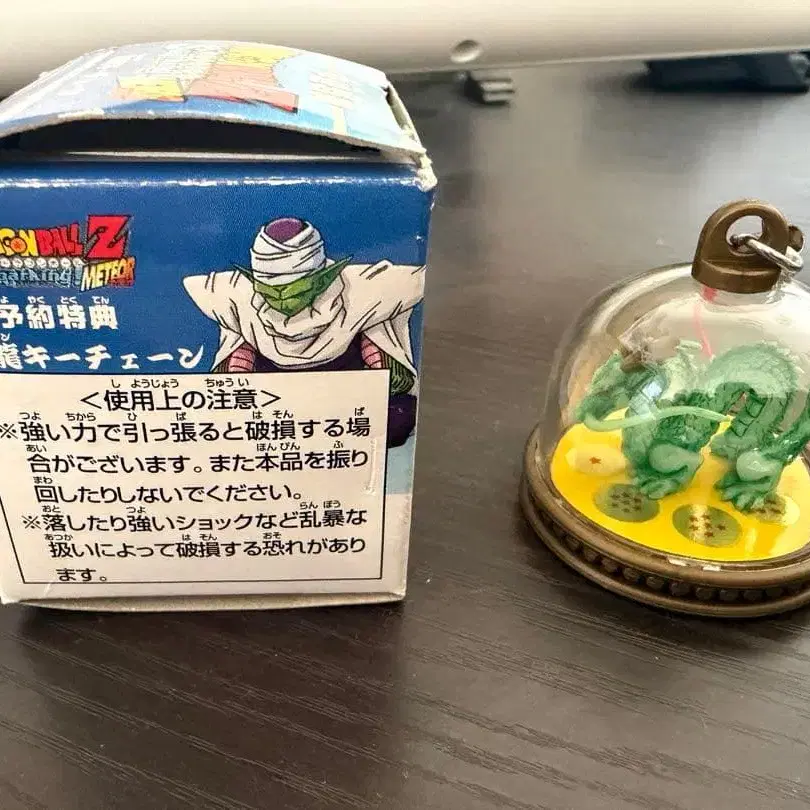 DRAGON BALL Z
Sparking! METEOR
予約特典
龍キーチェーン
＜使用上の注意＞
※強い力で引っ張ると破損する場
合がございます。また本品を振り
回したりしないでください。
※落したり強いショックなど乱暴な
扱いによって破損する恐れがあり
ます。